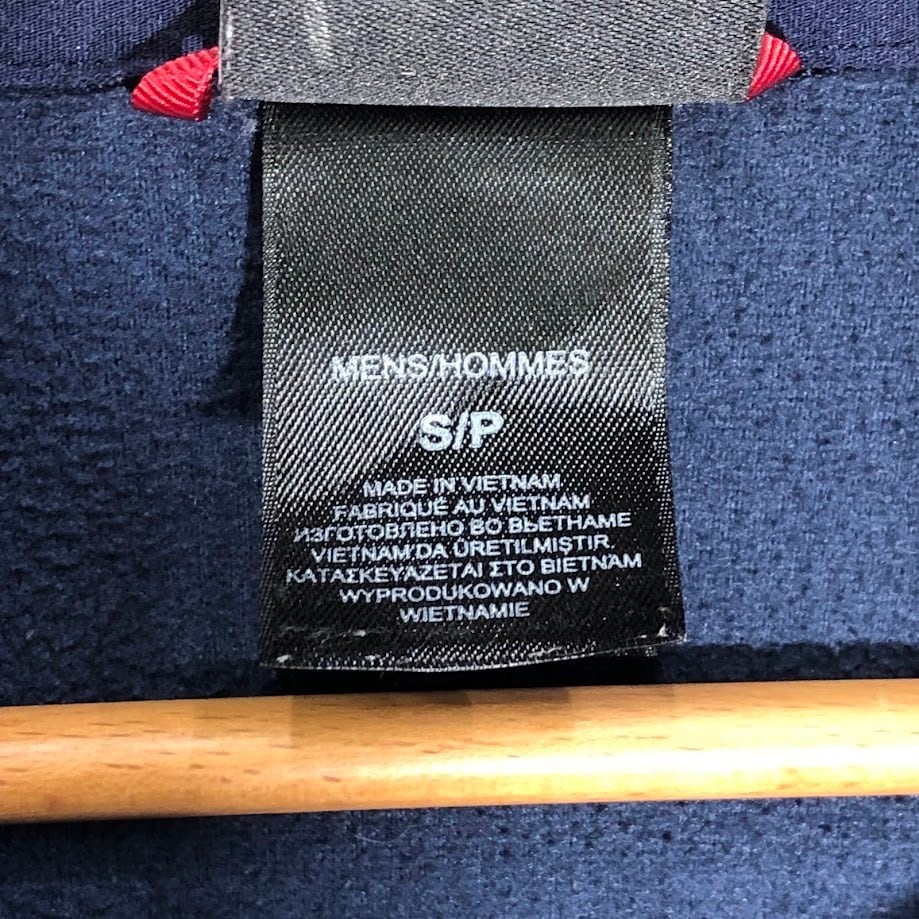 MENS/HOMMES
S/P
MADE IN VIETNAM
FABRIQUÉ AU VIETNAM
ИЗГОТОВЛЕНО ВО ВЬЕТНАМЕ
VIETNAM'DA ÜRETILMIŞTIR
ΚΑΤΑΣΚΕΥΑΖΕΤΑΙ ΣΤΟ ΒΙΕΤΝΑΜ
WYPRODUKOWANO W
WIETNAMIE